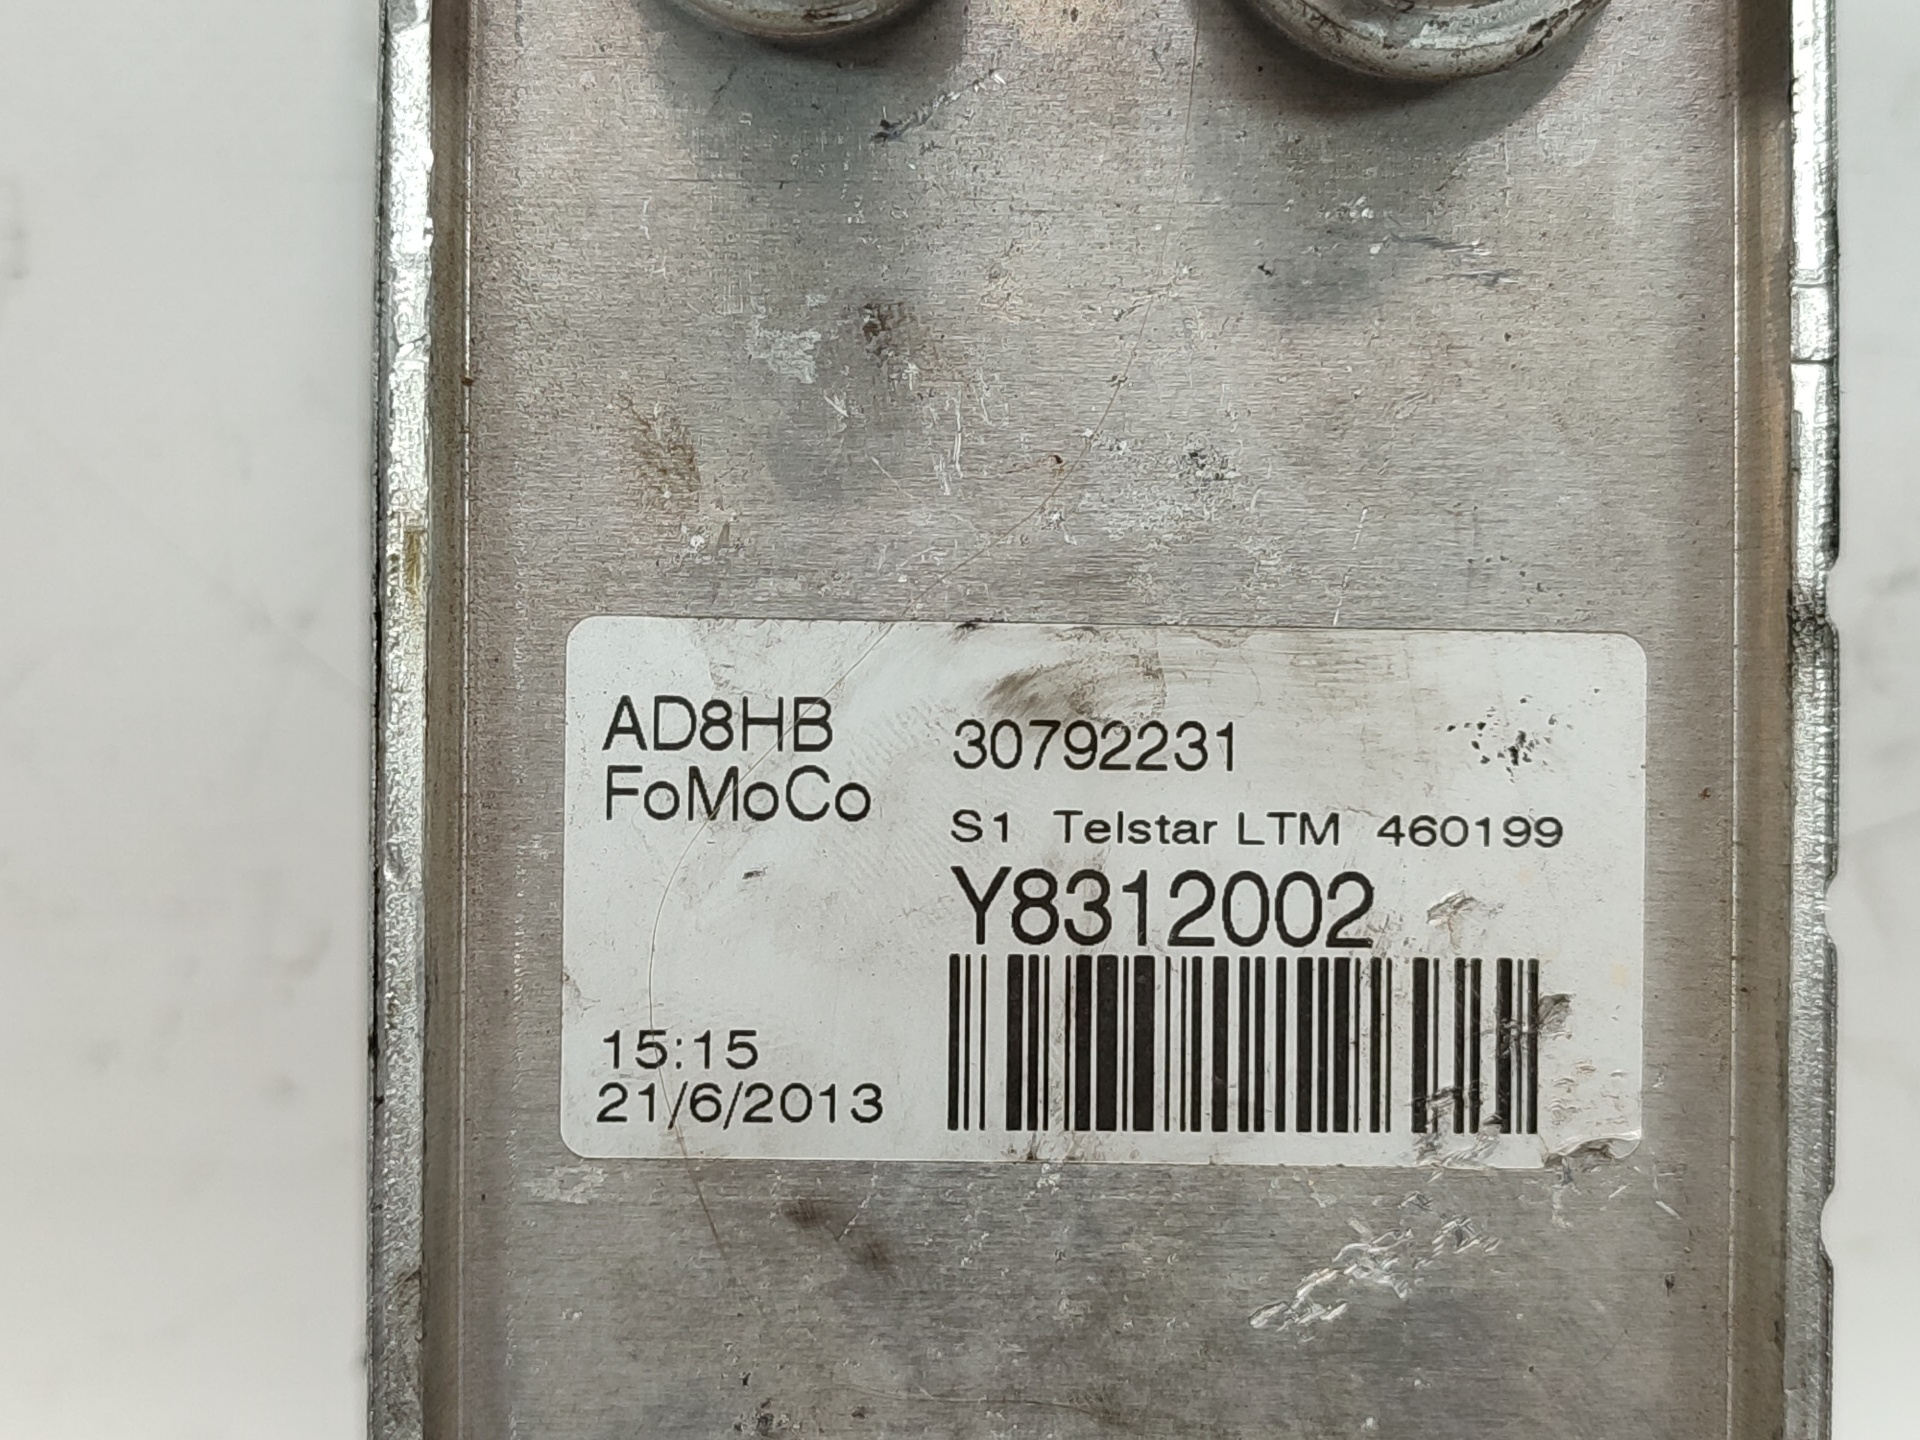 AD8HB
FoMoCo
30792231
S1 Telstar LTM 460199
Y8312002
15:15
21/6/2013